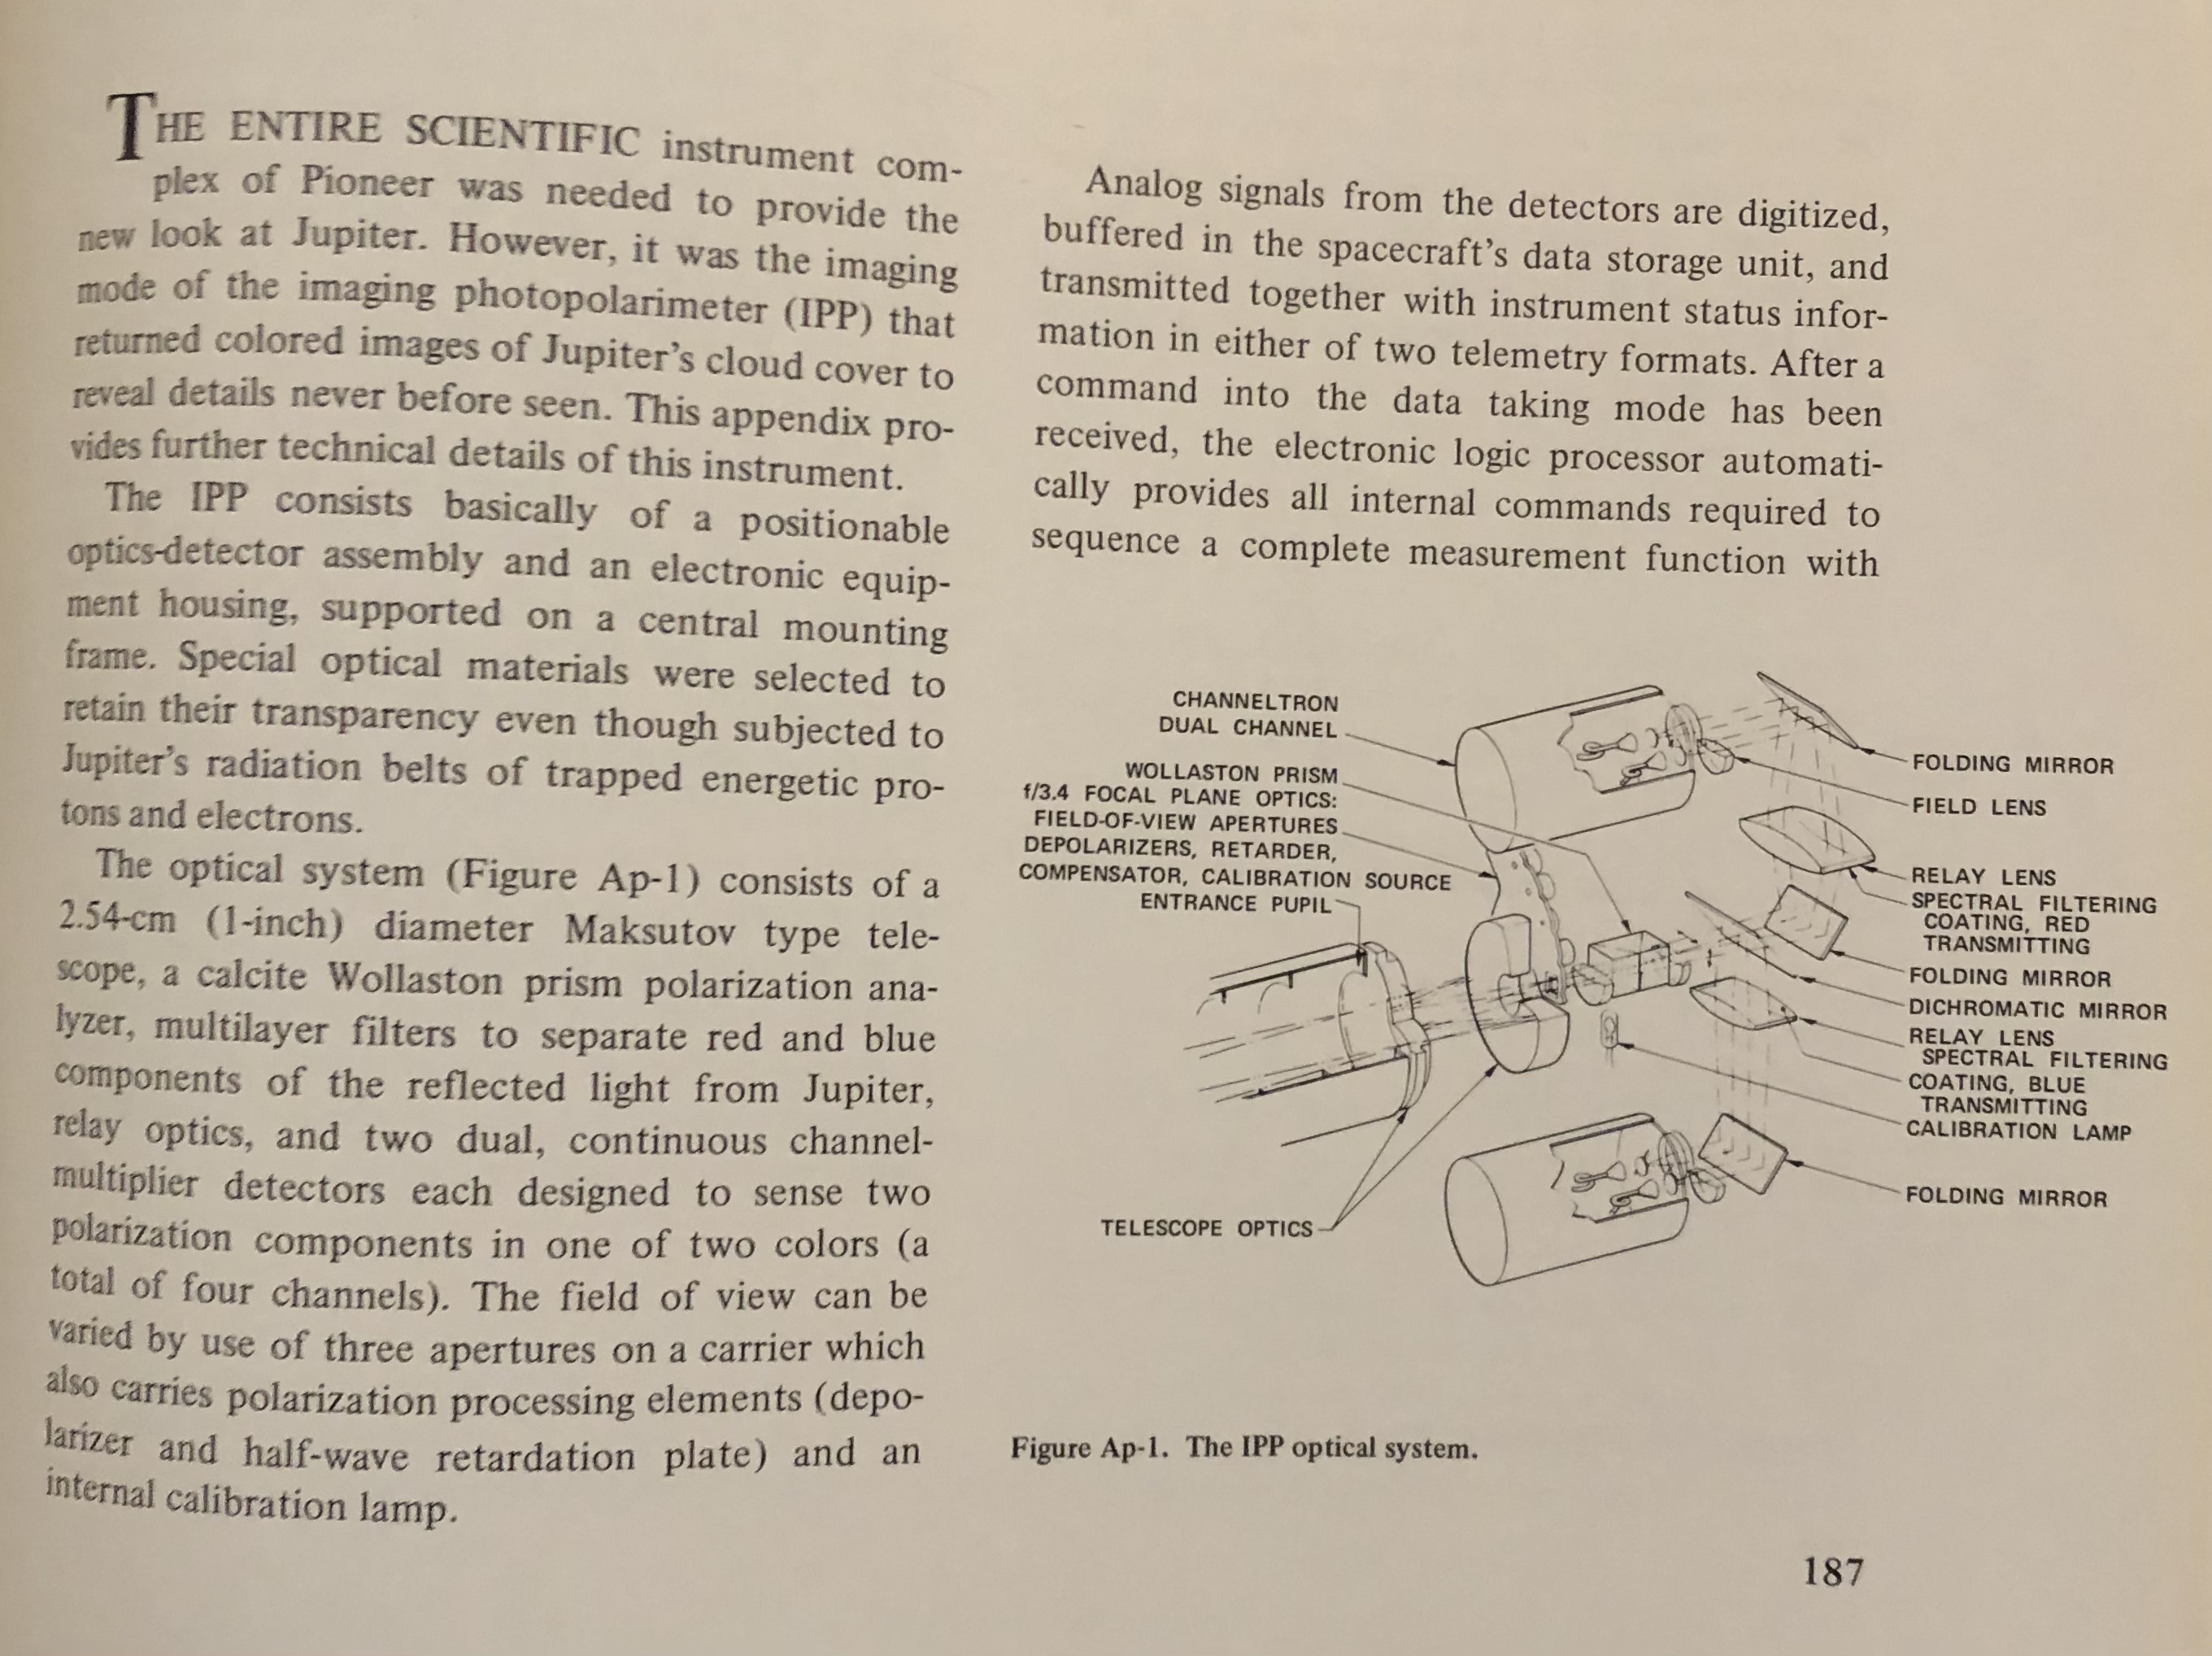 THE ENTIRE SCIENTIFIC instrument com-
plex of Pioneer was needed to provide the
new look at Jupiter. However, it was the imaging
mode of the imaging photopolarimeter (IPP) that
returned colored images of Jupiter's cloud cover to
reveal details never before seen. This appendix pro-
vides further technical details of this instrument.
The IPP consists basically of a positionable
optics-detector assembly and an electronic equip-
ment housing, supported on a central mounting
frame. Special optical materials were selected to
retain their transparency even though subjected to
Jupiter's radiation belts of trapped energetic pro-
tons and electrons.
The optical system (Figure Ap-1) consists of a
2.54-cm (1-inch) diameter Maksutov type tele-
scope, a calcite Wollaston prism polarization ana-
lyzer, multilayer filters to separate red and blue
components of the reflected light from Jupiter,
relay optics, and two dual, continuous channel-
multiplier detectors each designed to sense two
polarization components in one of two colors (a
total of four channels). The field of view can be
varied by use of three apertures on a carrier which
also carries polarization processing elements (depo-
larizer and half-wave retardation plate) and an
internal calibration lamp.
Analog signals from the detectors are digitized,
buffered in the spacecraft's data storage unit, and
transmitted together with instrument status infor-
mation in either of two telemetry formats. After a
command into the data taking mode has been
received, the electronic logic processor automati-
cally provides all internal commands required to
sequence a complete measurement function with
CHANNELTRON
DUAL CHANNEL
WOLLASTON PRISM
f/3.4 FOCAL PLANE OPTICS:
FIELD-OF-VIEW APERTURES
DEPOLARIZERS, RETARDER,
COMPENSATOR, CALIBRATION SOURCE
ENTRANCE PUPIL
TELESCOPE OPTICS
FOLDING MIRROR
FIELD LENS
RELAY LENS
SPECTRAL FILTERING
COATING, RED
TRANSMITTING
FOLDING MIRROR
DICHROMATIC MIRROR
RELAY LENS
SPECTRAL FILTERING
COATING, BLUE
TRANSMITTING
CALIBRATION LAMP
FOLDING MIRROR
Figure Ap-1. The IPP optical system.
187